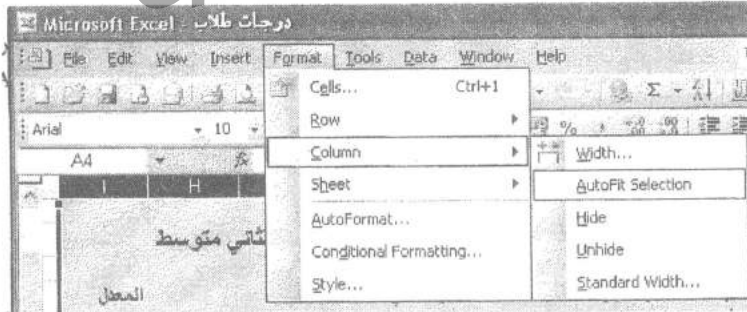 Microsoft Excel - درجات طلاب
File Edit View Insert Format Tools Data Window Help
Cells... Ctrl+1
Arial 10 Row %
A4 fx Column Width...
I H Sheet AutoFit Selection
AutoFormat... Hide
ثاني متوسط Conditional Formatting... Unhide
المعدل Style... Standard Width...